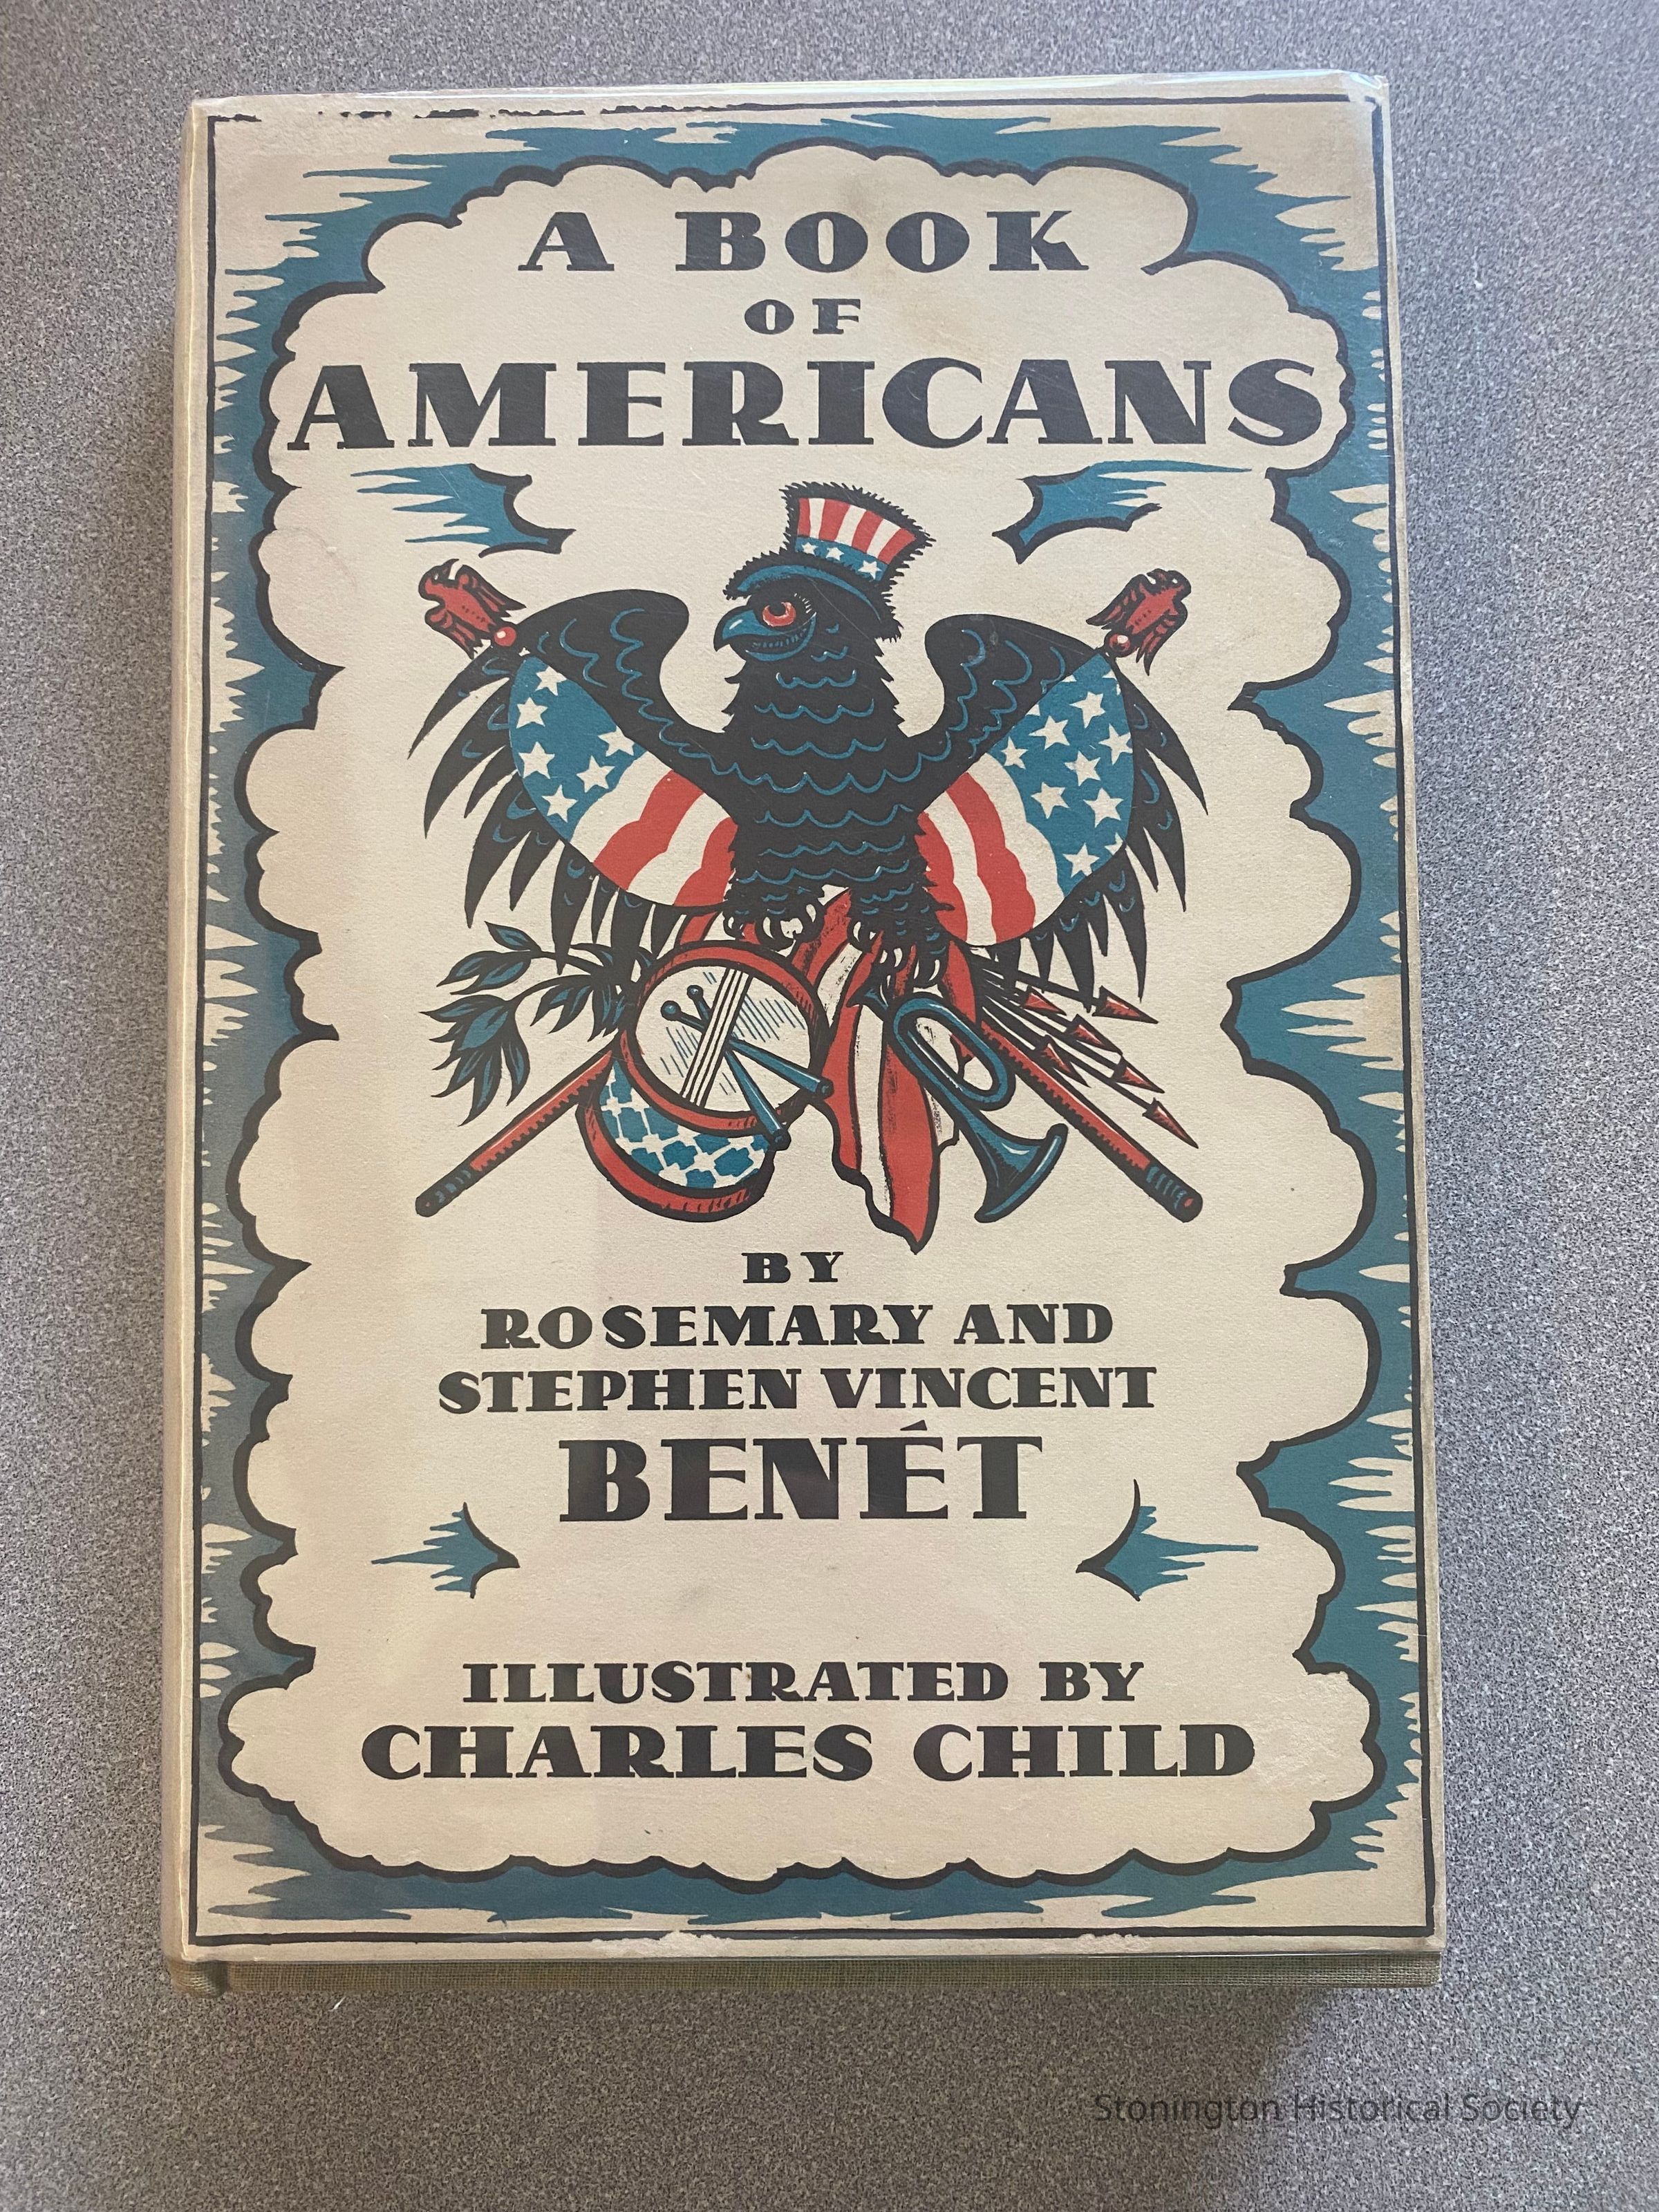 A BOOK
OF
AMERICANS
BY
ROSEMARY AND
STEPHEN VINCENT
BENÉT
ILLUSTRATED BY
CHARLES CHILD
Stonington Historical Society